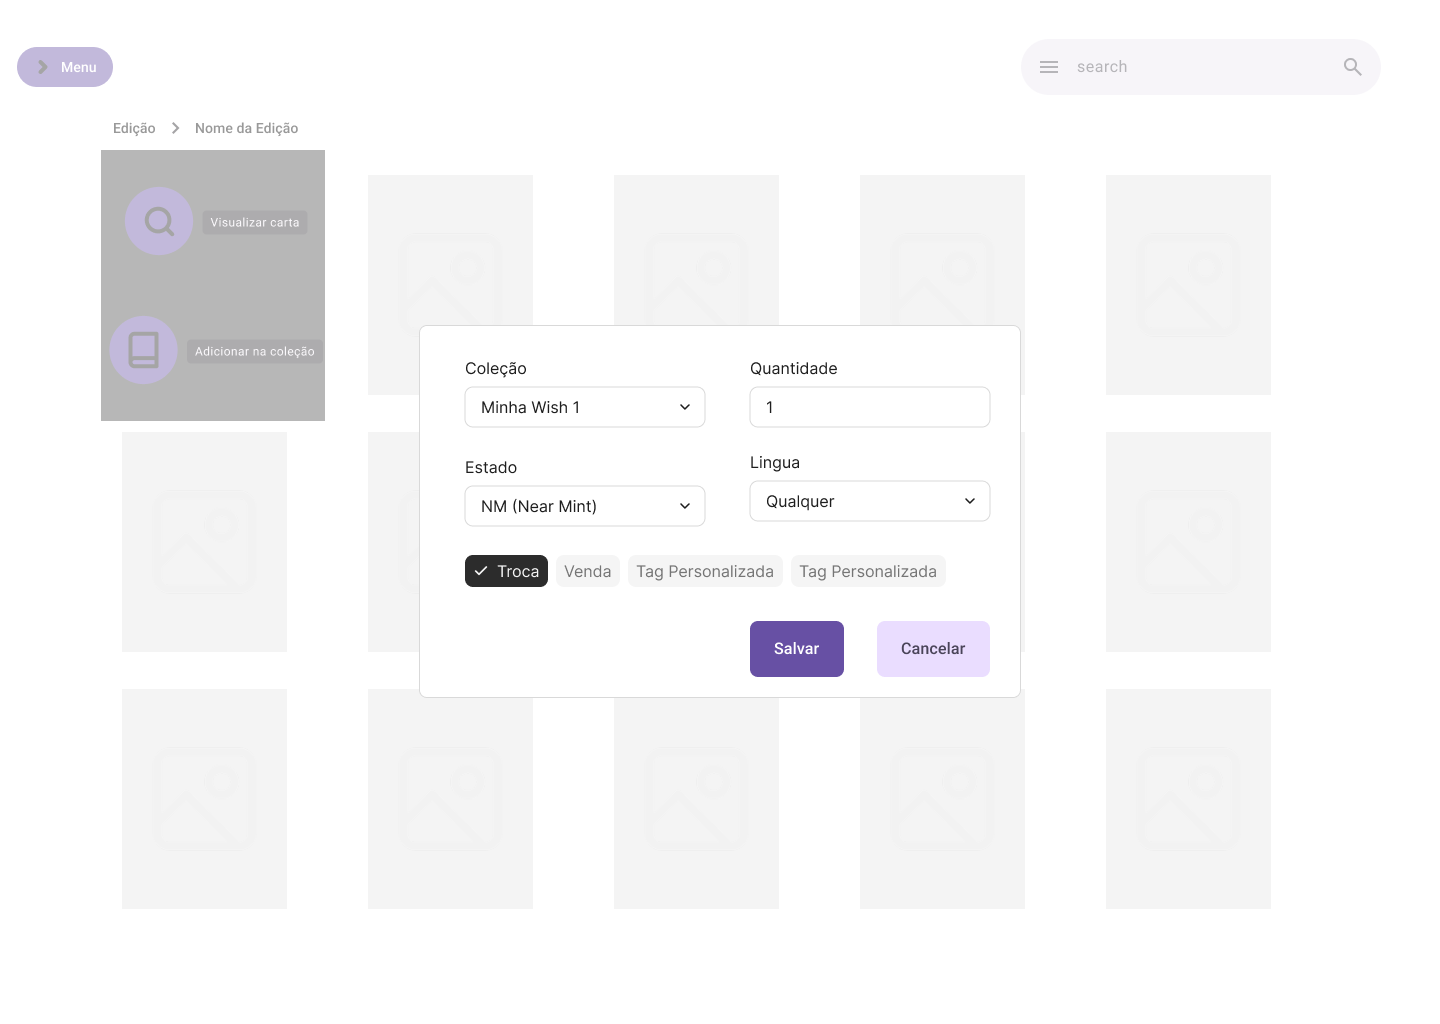 Menu
search
Edição
Nome da Edição
Visualizar carta
Adicionar na coleção
Coleção
Quantidade
Minha Wish 1
1
Estado
Lingua
NM (Near Mint)
Qualquer
Troca
Venda
Tag Personalizada
Tag Personalizada
Salvar
Cancelar